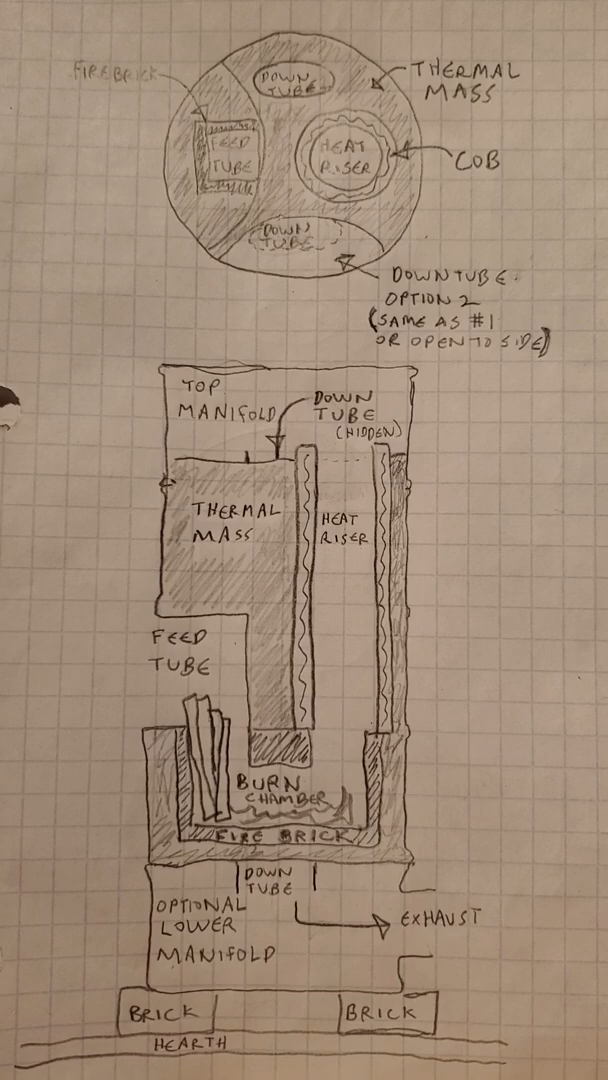 FIREBRICK
DOWN
TUBE
THERMAL
MASS
FEED
TUBE
HEAT
RISER
COB
DOWN
TUBE
DOWNTUBE
OPTION 2
(SAME AS #1
OR OPEN TO SIDE)
TOP
MANIFOLD
DOWN
TUBE
(HIDDEN)
THERMAL
MASS
HEAT
RISER
FEED
TUBE
BURN
CHAMBER
FIRE BRICK
DOWN
TUBE
OPTIONAL
LOWER
MANIFOLD
EXHAUST
BRICK
BRICK
HEARTH